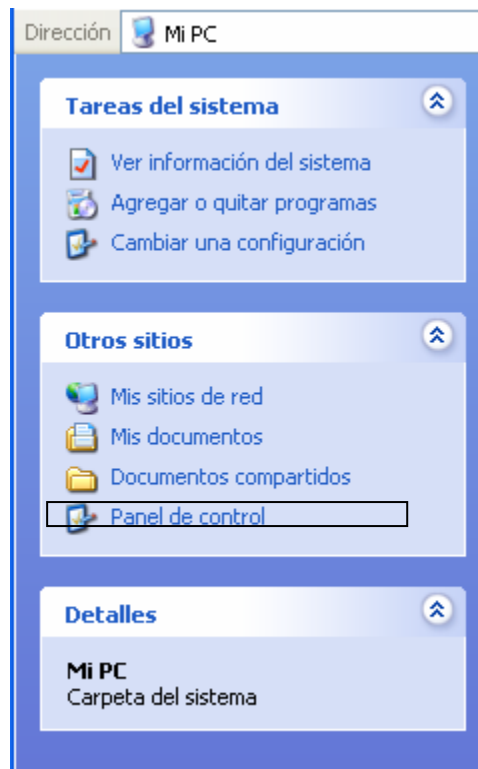 Dirección Mi PC
Tareas del sistema
Ver información del sistema
Agregar o quitar programas
Cambiar una configuración
Otros sitios
Mis sitios de red
Mis documentos
Documentos compartidos
Panel de control
Detalles
Mi PC
Carpeta del sistema